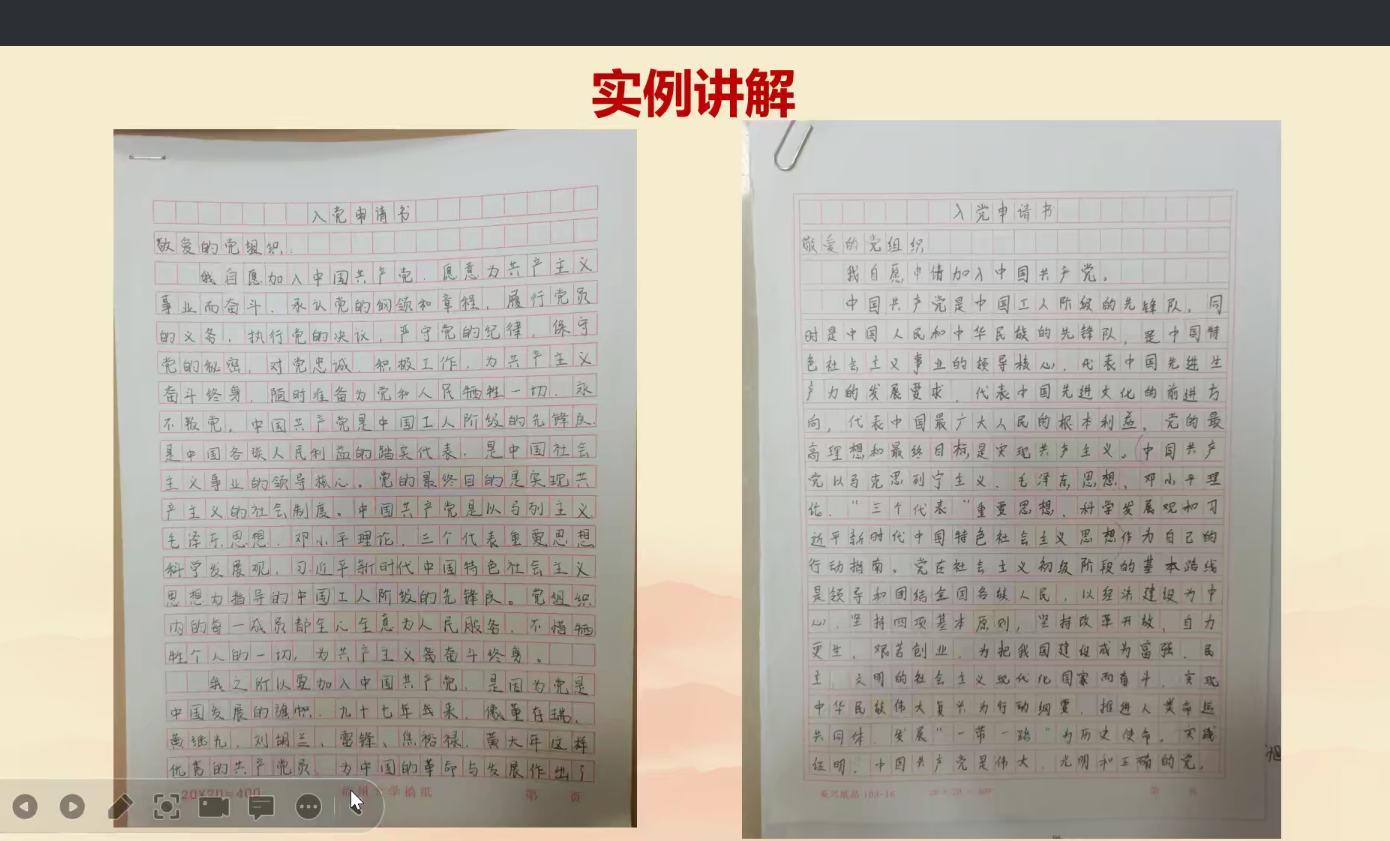 实例讲解
入党申请书
敬爱的党组织:
我自愿加入中国共产党,愿意为共产主义
事业而奋斗,承认党的纲领和章程,履行党员
的义务,执行党的决议,严守党的纪律,保守
党的秘密,对党忠诚,积极工作,为共产主义
奋斗终身,随时准备为党和人民牺牲一切,永
不叛党。中国共产党是中国工人阶级的先锋队
是中国各族人民利益的踏实代表,是中国社会
主义事业的领导核心。党的最终目的是实现共
产主义的社会制度。中国共产党是以马列主义
毛泽东思想,邓小平理论,三个代表重要思想
科学发展观,习近平新时代中国特色社会主义
思想为指导的中国工人阶级的先锋队。党组织
内的每一成员都全心全意为人民服务,不惜牺
牲个人的一切,为共产主义奋斗终身。
我之所以要加入中国共产党,是因为党是
中国发展的旗帜,九十七年来,像董存瑞,
黄继光,刘胡兰,雷锋,焦裕禄,黄大年这样
优秀的共产党员,为中国的革命与发展作出了
20×20=400
第 页
入党申请书
敬爱的党组织
我自愿申请加入中国共产党。
中国共产党是中国工人阶级的先锋队,同
时是中国人民和中华民族的先锋队,是中国特
色社会主义事业的领导核心,代表中国先进生
产力的发展要求,代表中国先进文化的前进方
向,代表中国最广大人民的根本利益,党的最
高理想和最终目标是实现共产主义。(中国共产
党以马克思列宁主义,毛泽东思想,邓小平理
论,“三个代表”重要思想,科学发展观和习
近平新时代中国特色社会主义思想作为自己的
行动指南。党在社会主义初级阶段的基本路线
是领导和团结全国各族人民,以经济建设为中
心,坚持四项基本原则,坚持改革开放,自力
更生,艰苦创业,为把我国建设成为富强,民
主,文明的社会主义现代化国家而奋斗,实现
中华民族伟大复兴为行动纲要,推进人类命运
共同体,发展“一带一路”为历史使命。实践
证明,中国共产党是伟大,光明和正确的党。
20×20=400
第 页